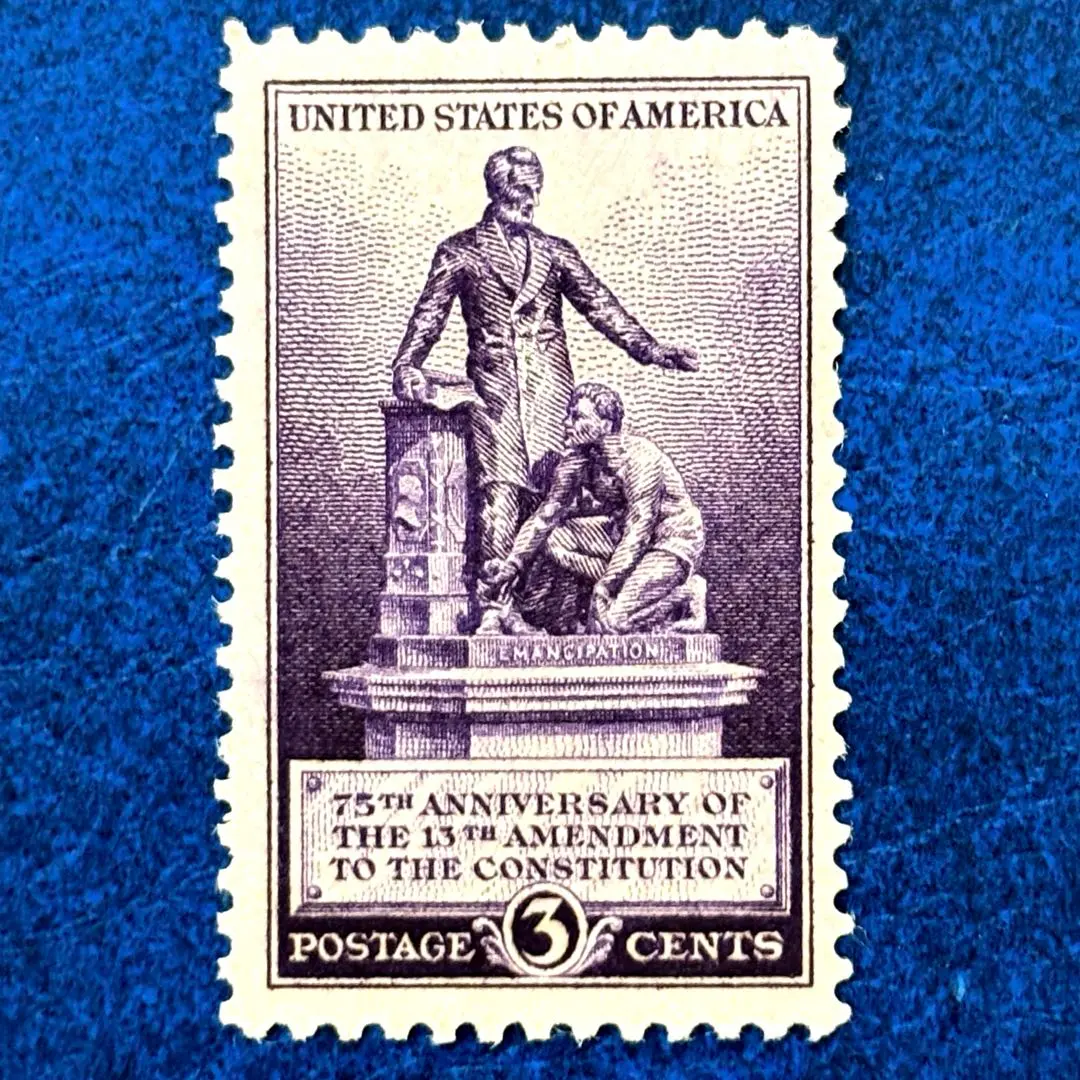 UNITED STATES OF AMERICA
EMANCIPATION
75TH ANNIVERSARY OF
THE 13TH AMENDMENT
TO THE CONSTITUTION
POSTAGE 3 CENTS